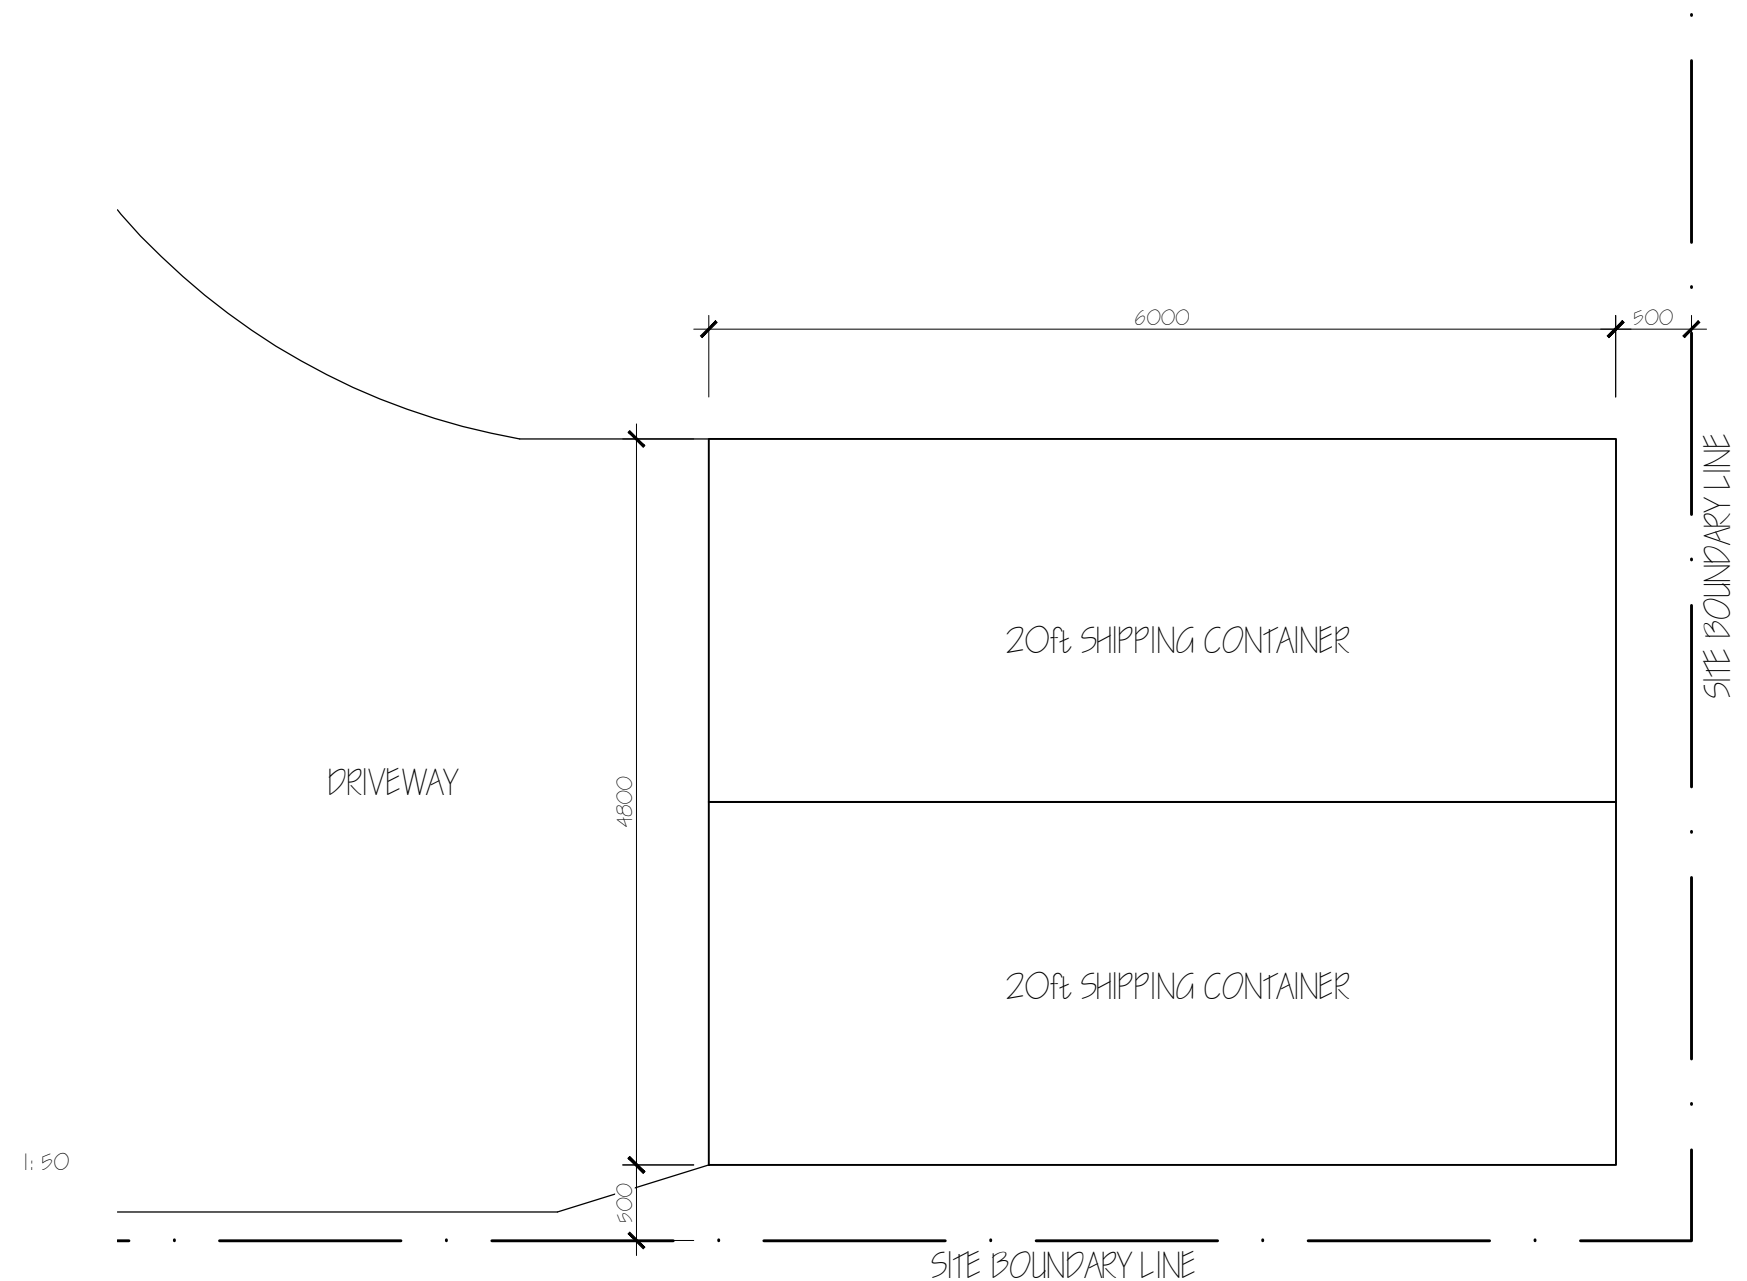 6000
500
SITE BOUNDARY LINE
20ft SHIPPING CONTAINER
DRIVEWAY
4800
20ft SHIPPING CONTAINER
1:50
500
SITE BOUNDARY LINE